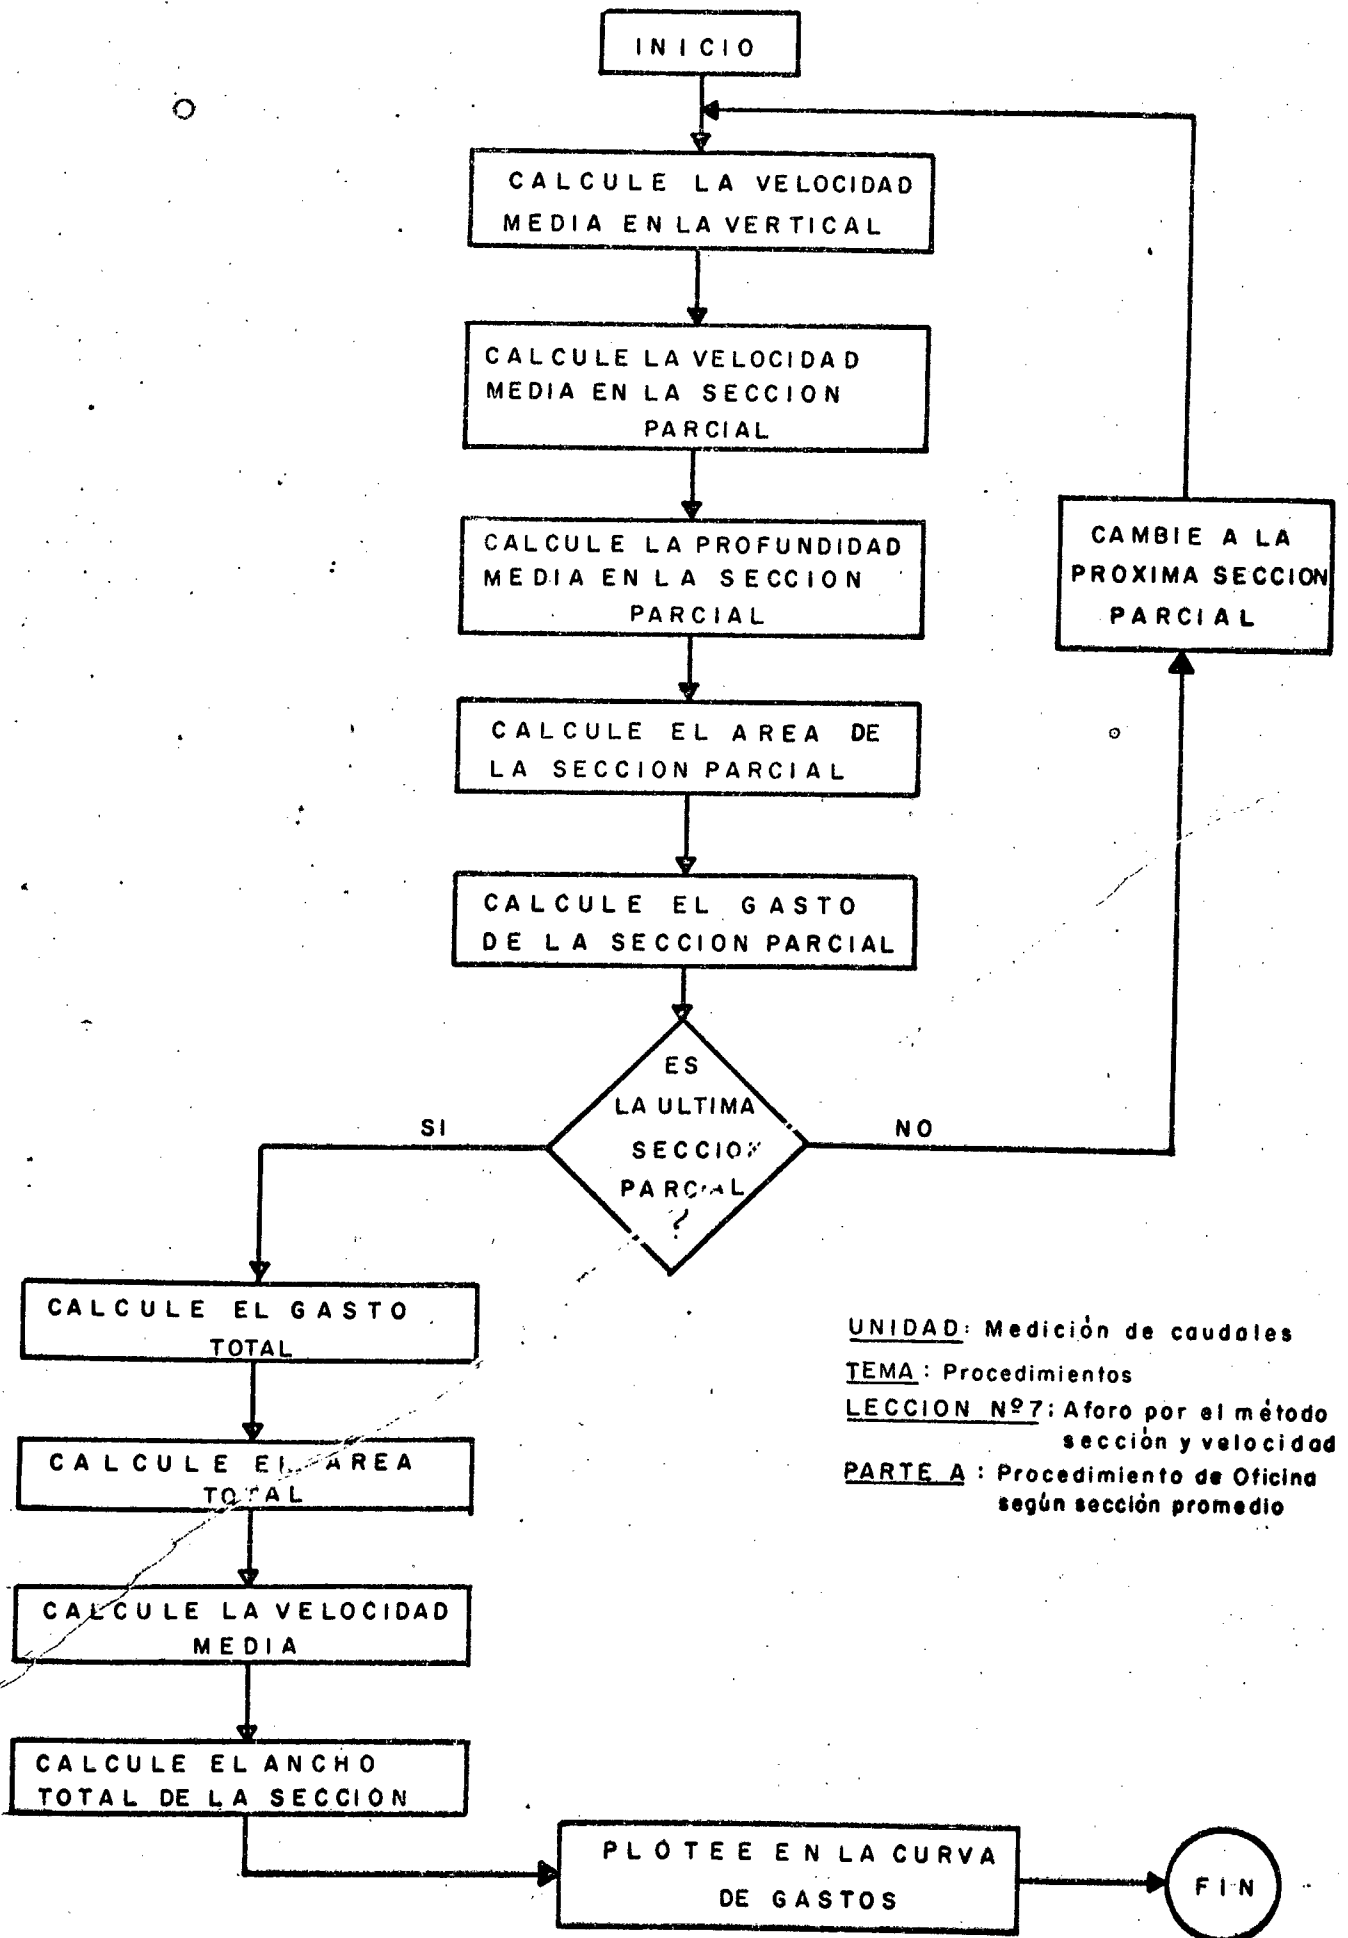 INICIO
CALCULE LA VELOCIDAD
MEDIA EN LA VERTICAL
CALCULE LA VELOCIDAD
MEDIA EN LA SECCION
PARCIAL
CALCULE LA PROFUNDIDAD
MEDIA EN LA SECCION
PARCIAL
CAMBIE A LA
PROXIMA SECCION
PARCIAL
CALCULE EL AREA DE
LA SECCION PARCIAL
CALCULE EL GASTO
DE LA SECCION PARCIAL
ES
LA ULTIMA
SECCION
PARCIAL
?
SI
NO
CALCULE EL GASTO
TOTAL
CALCULE EL AREA
TOTAL
CALCULE LA VELOCIDAD
MEDIA
CALCULE EL ANCHO
TOTAL DE LA SECCION
PLOTEE EN LA CURVA
DE GASTOS
FIN
UNIDAD: Medición de caudales
TEMA: Procedimientos
LECCION Nº7: Aforo por el método
sección y velocidad
PARTE A: Procedimiento de Oficina
según sección promedio